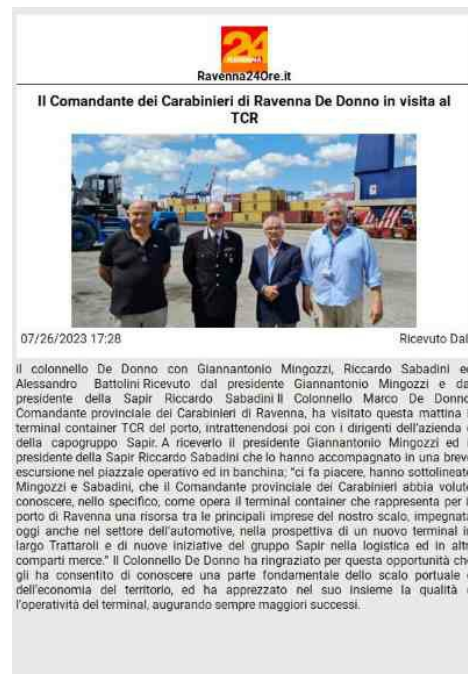 24
RAVENNA
Ravenna24Ore.it
Il Comandante dei Carabinieri di Ravenna De Donno in visita al
TCR
07/26/2023 17:28
Ricevuto Dal
il colonnello De Donno con Giannantonio Mingozzi, Riccardo Sabadini ed
Alessandro Battolini Ricevuto dal presidente Giannantonio Mingozzi e dal
presidente della Sapir Riccardo Sabadini Il Colonnello Marco De Donno
Comandante provinciale dei Carabinieri di Ravenna, ha visitato questa mattina i
terminal container TCR del porto, intrattenendosi poi con i dirigenti dell'azienda e
della capogruppo Sapir. A riceverlo il presidente Giannantonio Mingozzi ed i
presidente della Sapir Riccardo Sabadini che lo hanno accompagnato in una breve
escursione nel piazzale operativo ed in banchina; "ci fa piacere, hanno sottolineato
Mingozzi e Sabadini, che il Comandante provinciale dei Carabinieri abbia voluto
conoscere, nello specifico, come opera il terminal container che rappresenta per i
porto di Ravenna una risorsa tra le principali imprese del nostro scalo, impegnata
oggi anche nel settore dell'automotive, nella prospettiva di un nuovo terminal in
largo Trattaroli e di nuove iniziative del gruppo Sapir nella logistica ed in altri
comparti merce." Il Colonnello De Donno ha ringraziato per questa opportunità che
gli ha consentito di conoscere una parte fondamentale dello scalo portuale e
dell'economia del territorio, ed ha apprezzato nel suo insieme la qualità e
l'operatività del terminal, augurando sempre maggiori successi.